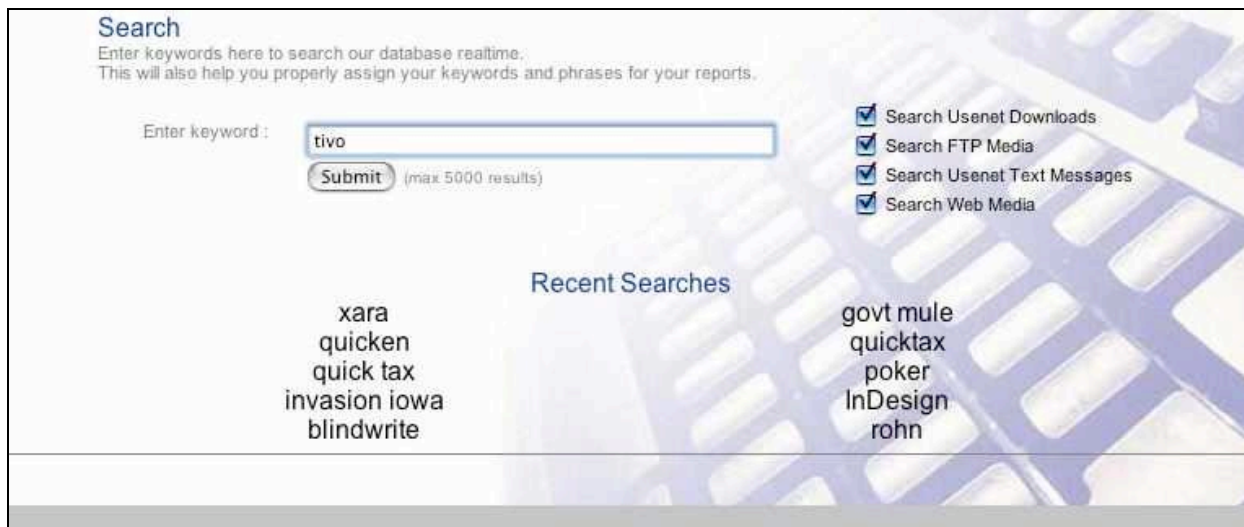 Search
Enter keywords here to search our database realtime.
This will also help you properly assign your keywords and phrases for your reports.
Enter keyword :
tivo
Submit (max 5000 results)
Search Usenet Downloads
Search FTP Media
Search Usenet Text Messages
Search Web Media
Recent Searches
xara
govt mule
quicken
quicktax
quick tax
poker
invasion iowa
InDesign
blindwrite
rohn